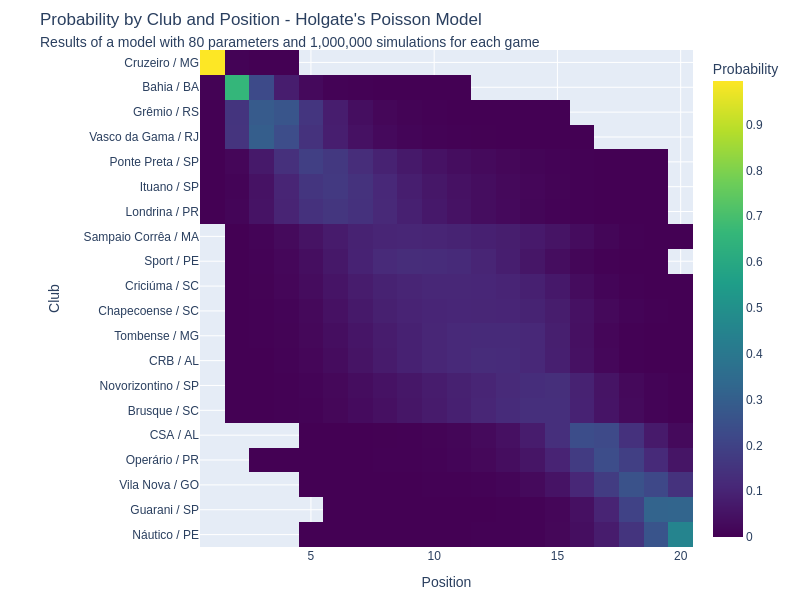 Probability by Club and Position - Holgate's Poisson Model
Results of a model with 80 parameters and 1,000,000 simulations for each game
Probability
Club
Cruzeiro / MG
Bahia / BA
Grêmio / RS
Vasco da Gama / RJ
Ponte Preta / SP
Ituano / SP
Londrina / PR
Sampaio Corrêa / MA
Sport / PE
Criciúma / SC
Chapecoense / SC
Tombense / MG
CRB / AL
Novorizontino / SP
Brusque / SC
CSA / AL
Operário / PR
Vila Nova / GO
Guarani / SP
Náutico / PE
0.9
0.8
0.7
0.6
0.5
0.4
0.3
0.2
0.1
0
5 10 15 20
Position